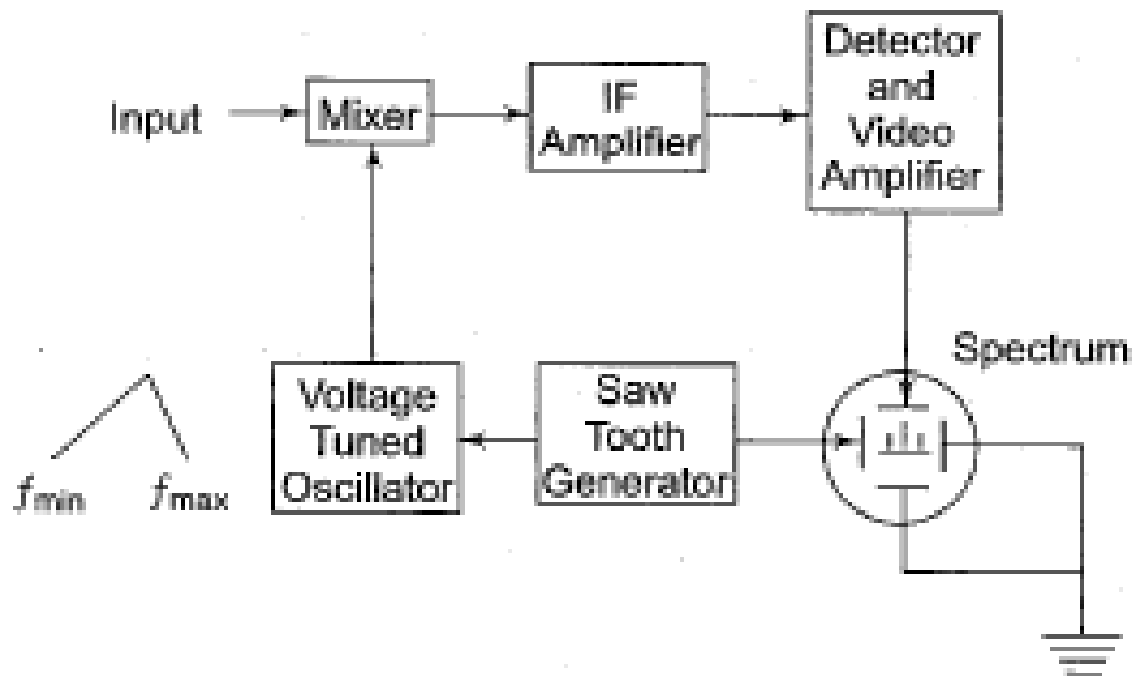 Input
Mixer
IF
Amplifier
Detector
and
Video
Amplifier
Spectrum
Voltage
Tuned
Oscillator
Saw
Tooth
Generator
fmin
fmax